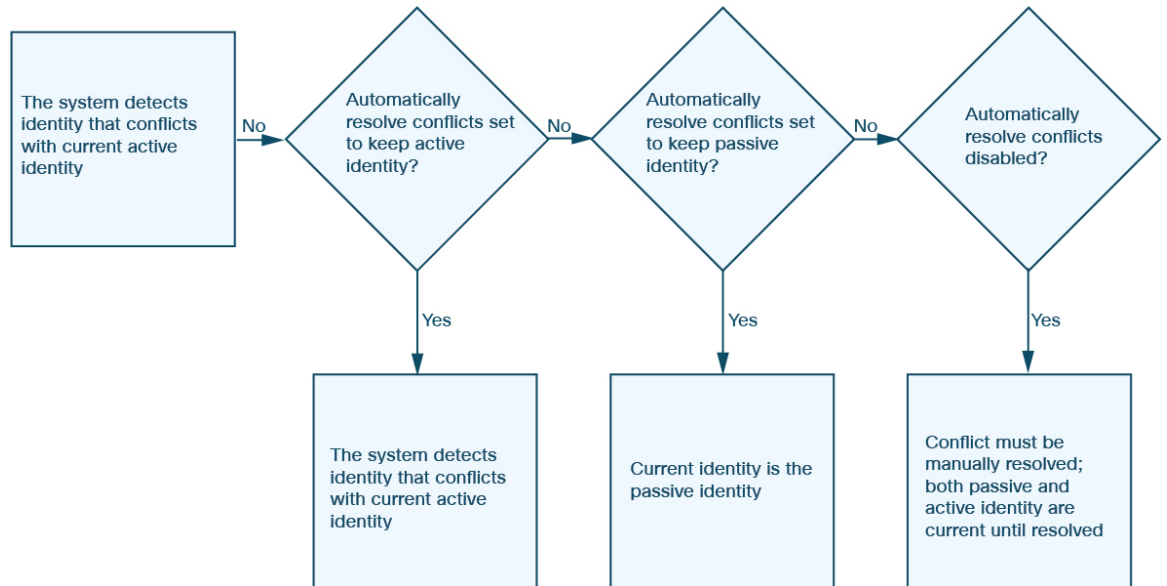 The system detects
identity that conflicts
with current active
identity
No
Automatically
resolve conflicts set
to keep active
identity?
No
Automatically
resolve conflicts set
to keep passive
identity?
No
Automatically
resolve conflicts
disabled?
Yes
Yes
Yes
The system detects
identity that conflicts
with current active
identity
Current identity is the
passive identity
Conflict must be
manually resolved;
both passive and
active identity are
current until resolved